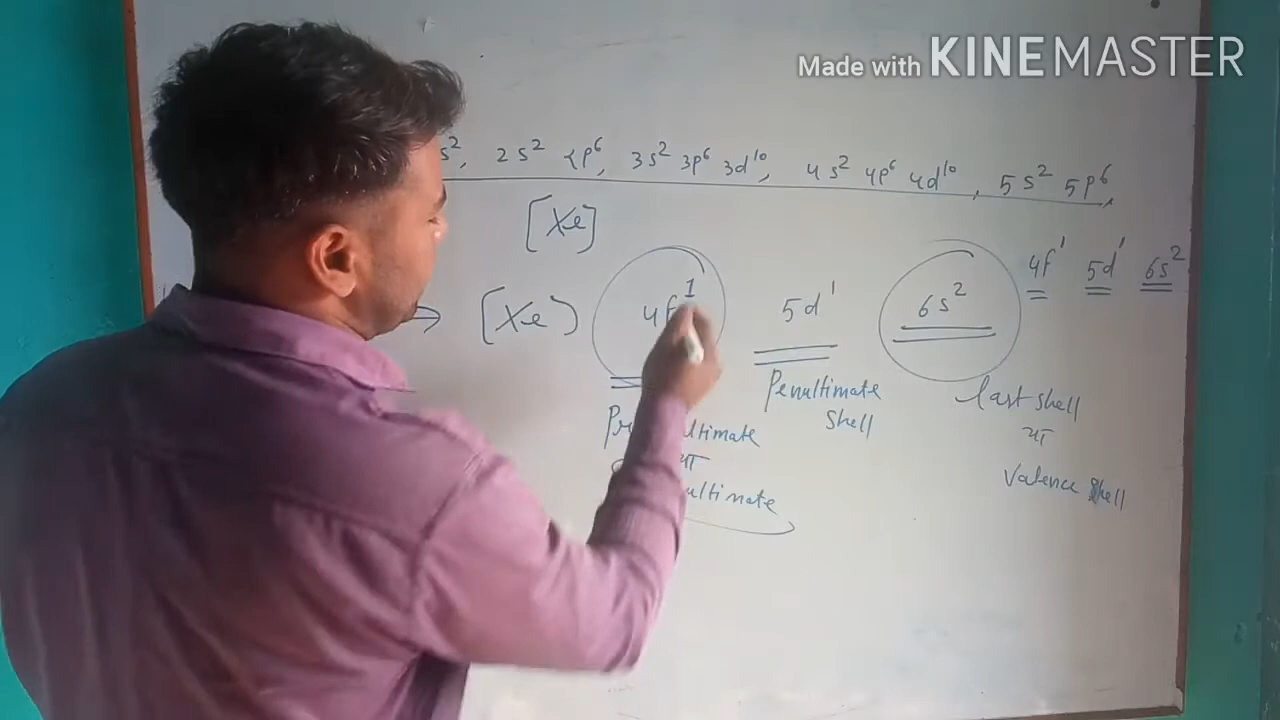 Made with KINEMASTER
s², 2s² 2p⁶, 3s² 3p⁶ 3d¹⁰, 4s² 4p⁶ 4d¹⁰, 5s² 5p⁶,
[Xe]
4f¹ 5d¹ 6s²
→ [Xe) 4f¹ 5d¹ 6s²
Penultimate
Shell
last shell
या
Valence Shell
ultimate
या
ultimate